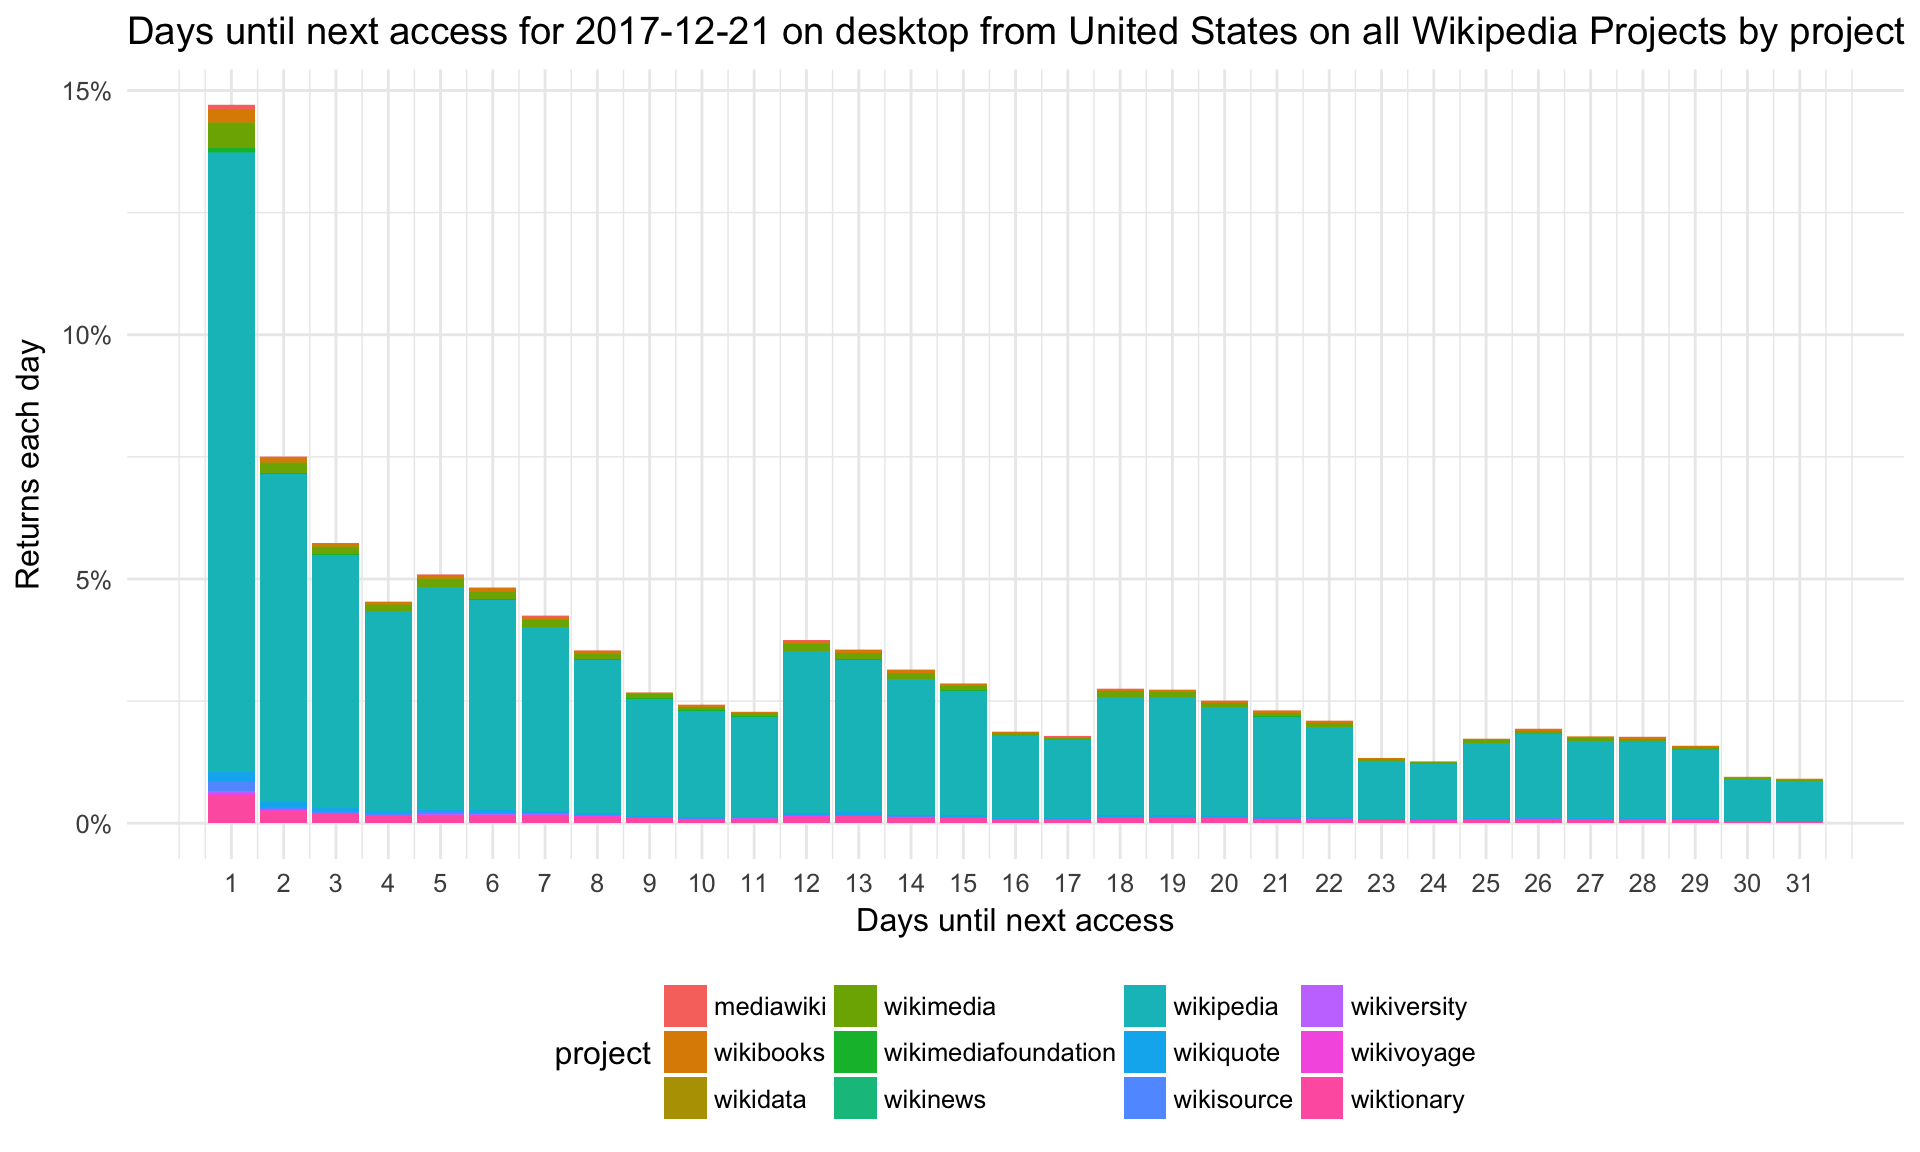 Days until next access for 2017-12-21 on desktop from United States on all Wikipedia Projects by project
15%
10%
5%
0%
Returns each day
1 2 3 4 5 6 7 8 9 10 11 12 13 14 15 16 17 18 19 20 21 22 23 24 25 26 27 28 29 30 31
Days until next access
project
mediawiki wikimedia wikipedia wikiversity
wikibooks wikimediafoundation wikiquote wikivoyage
wikidata wikinews wikisource wiktionary